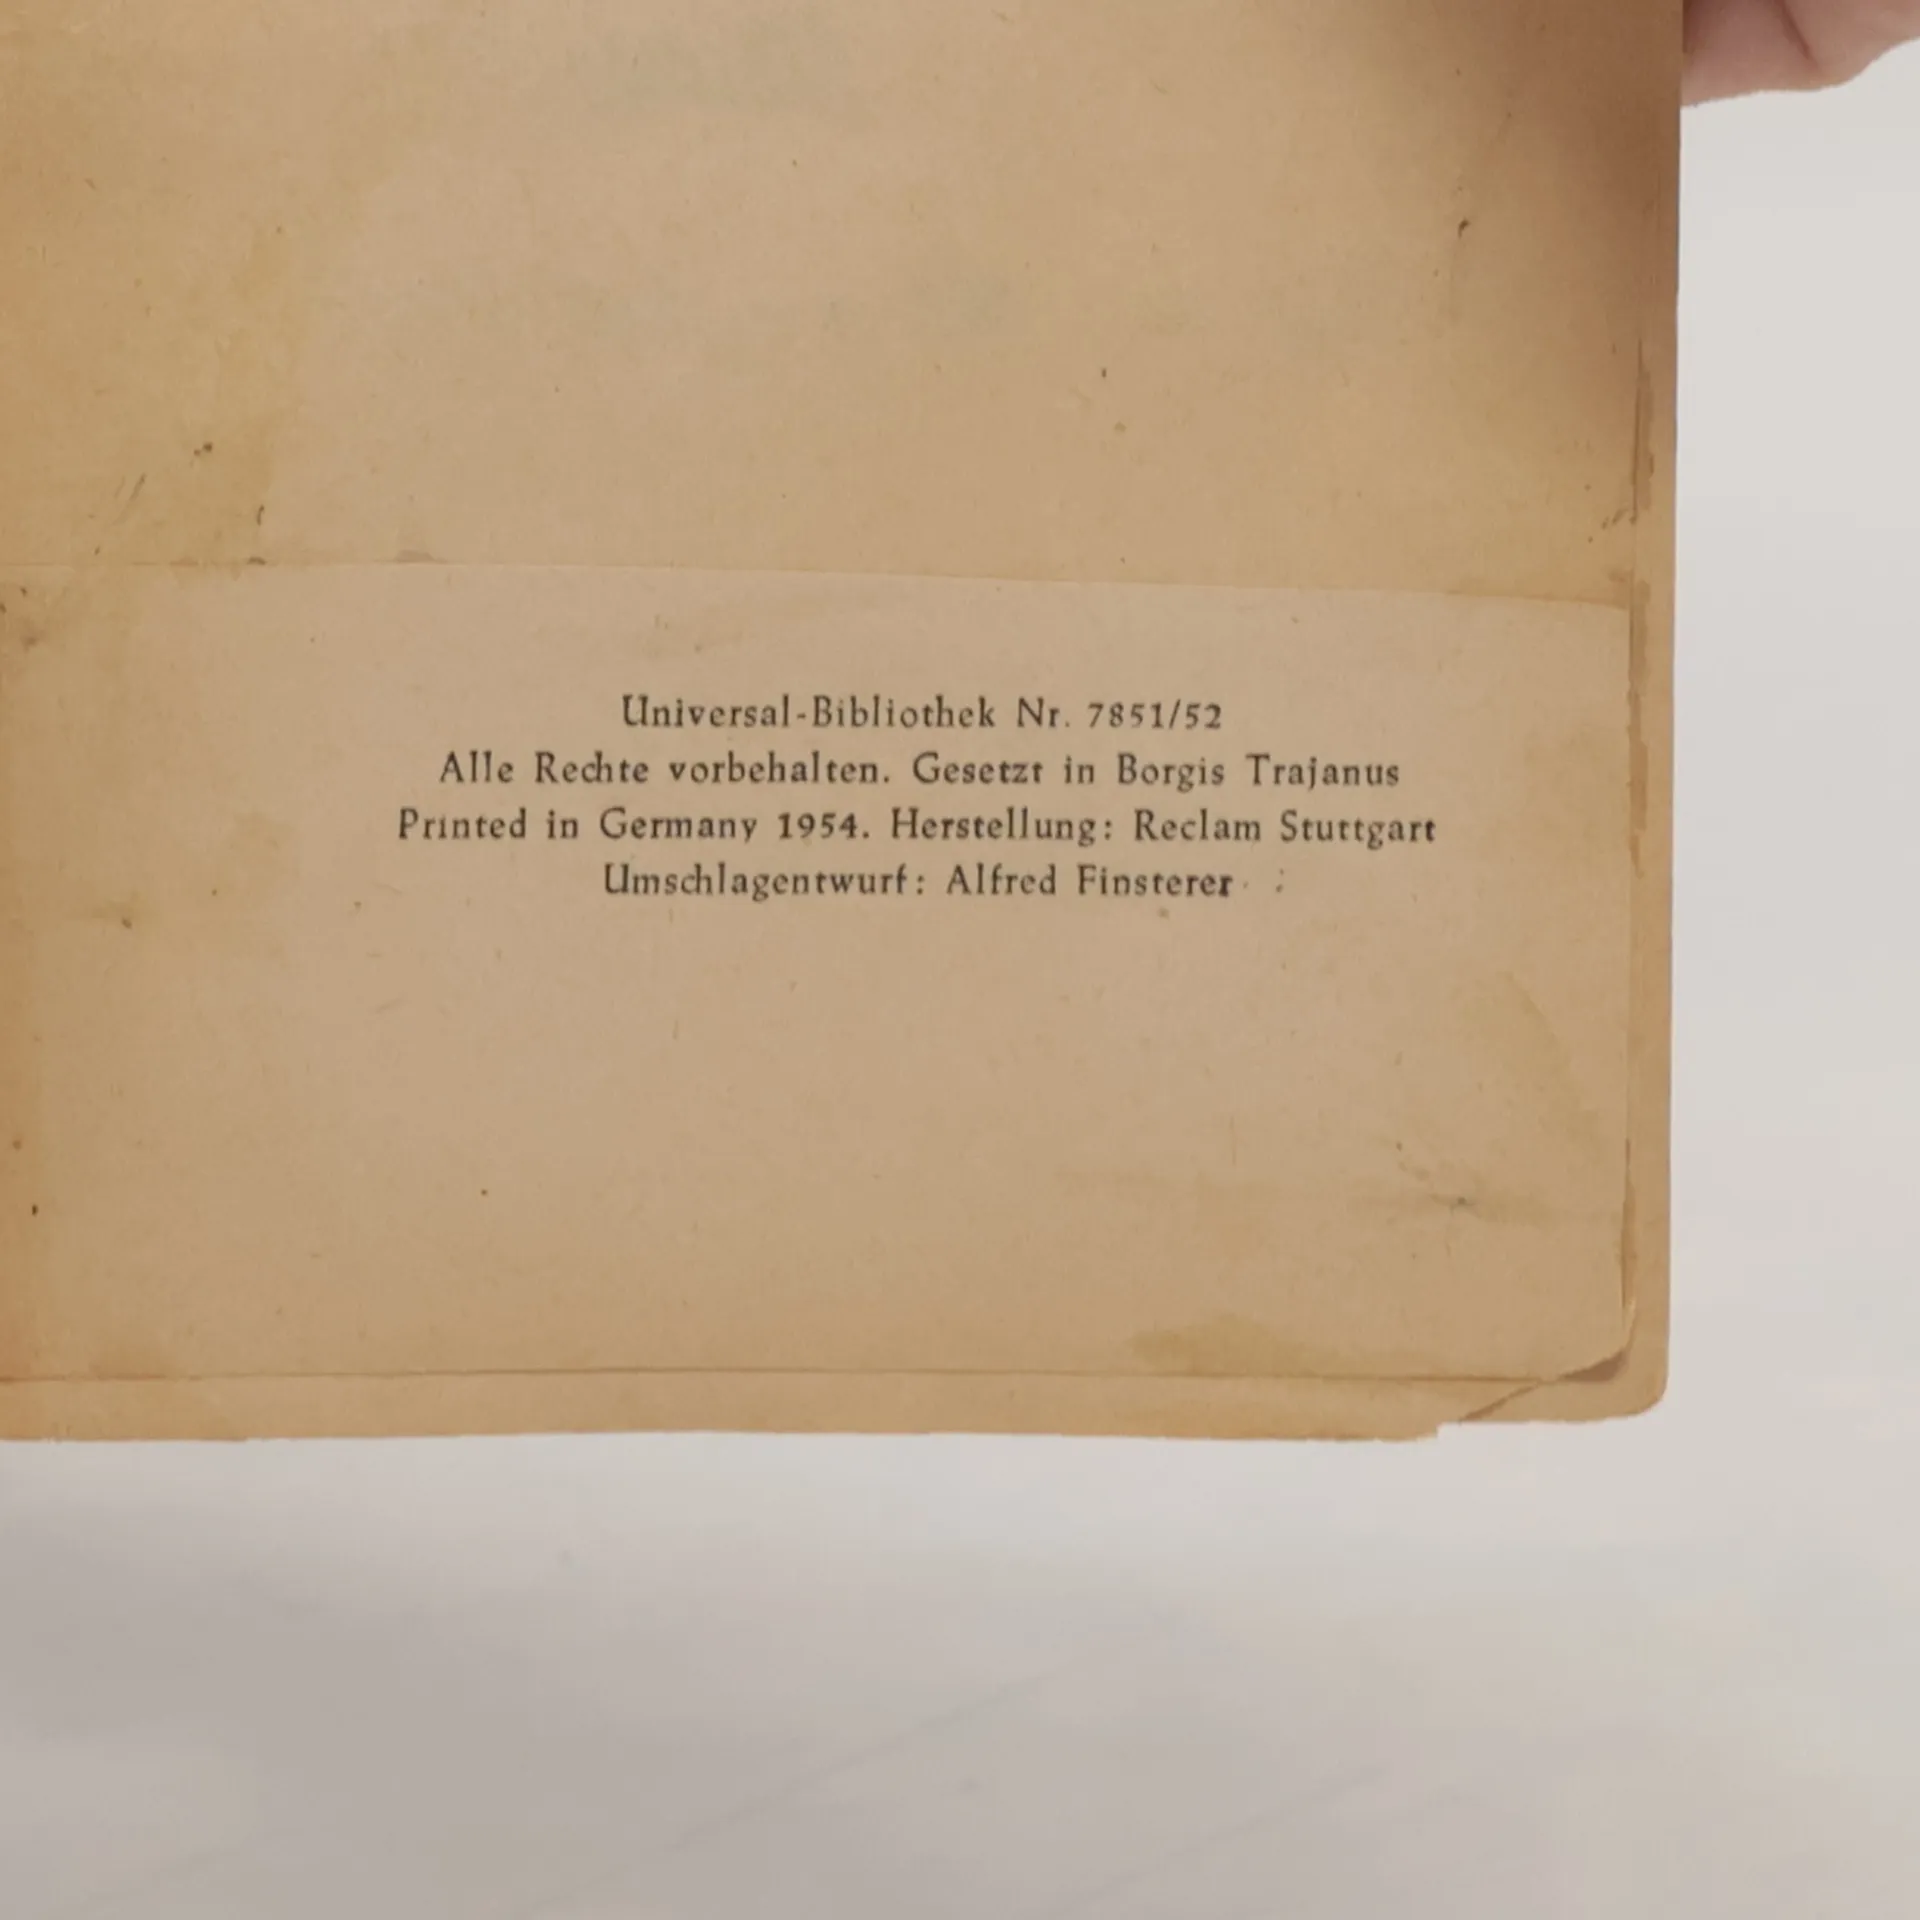 Universal-Bibliothek Nr. 7851/52
Alle Rechte vorbehalten. Gesetzt in Borgis Trajanus
Printed in Germany 1954. Herstellung: Reclam Stuttgart
Umschlagentwurf: Alfred Finsterer